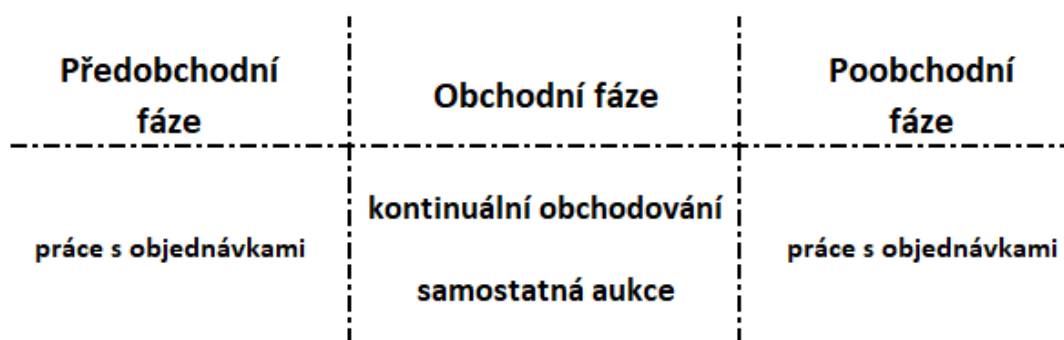 Předobchodní
fáze
Obchodní fáze
Poobchodní
fáze
práce s objednávkami
kontinuální obchodování
samostatná aukce
práce s objednávkami